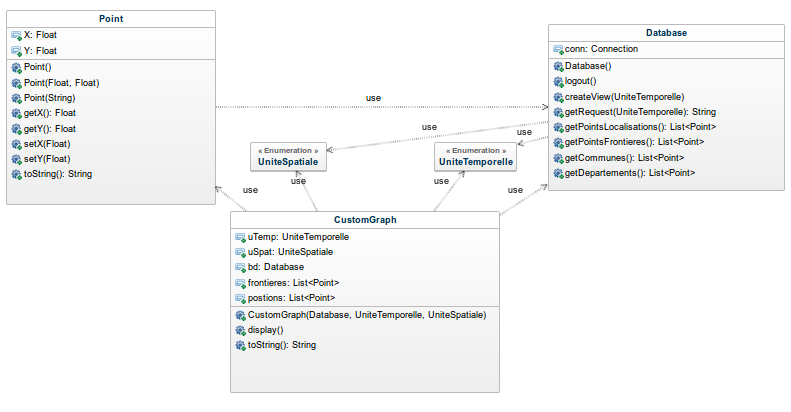 Point
X: Float
Y: Float
Point()
Point(Float, Float)
Point(String)
getX(): Float
getY(): Float
setX(Float)
setY(Float)
toString(): String
use
Database
conn: Connection
Database()
logout()
createView(UniteTemporelle)
getRequest(UniteTemporelle): String
getPointsLocalisations(): List<Point>
getPointsFrontieres(): List<Point>
getCommunes(): List<Point>
getDepartements(): List<Point>
use
use
« Enumeration »
UniteSpatiale
« Enumeration »
UniteTemporelle
use
use
use
use
CustomGraph
uTemp: UniteTemporelle
uSpat: UniteSpatiale
bd: Database
frontieres: List<Point>
postions: List<Point>
CustomGraph(Database, UniteTemporelle, UniteSpatiale)
display()
toString(): String